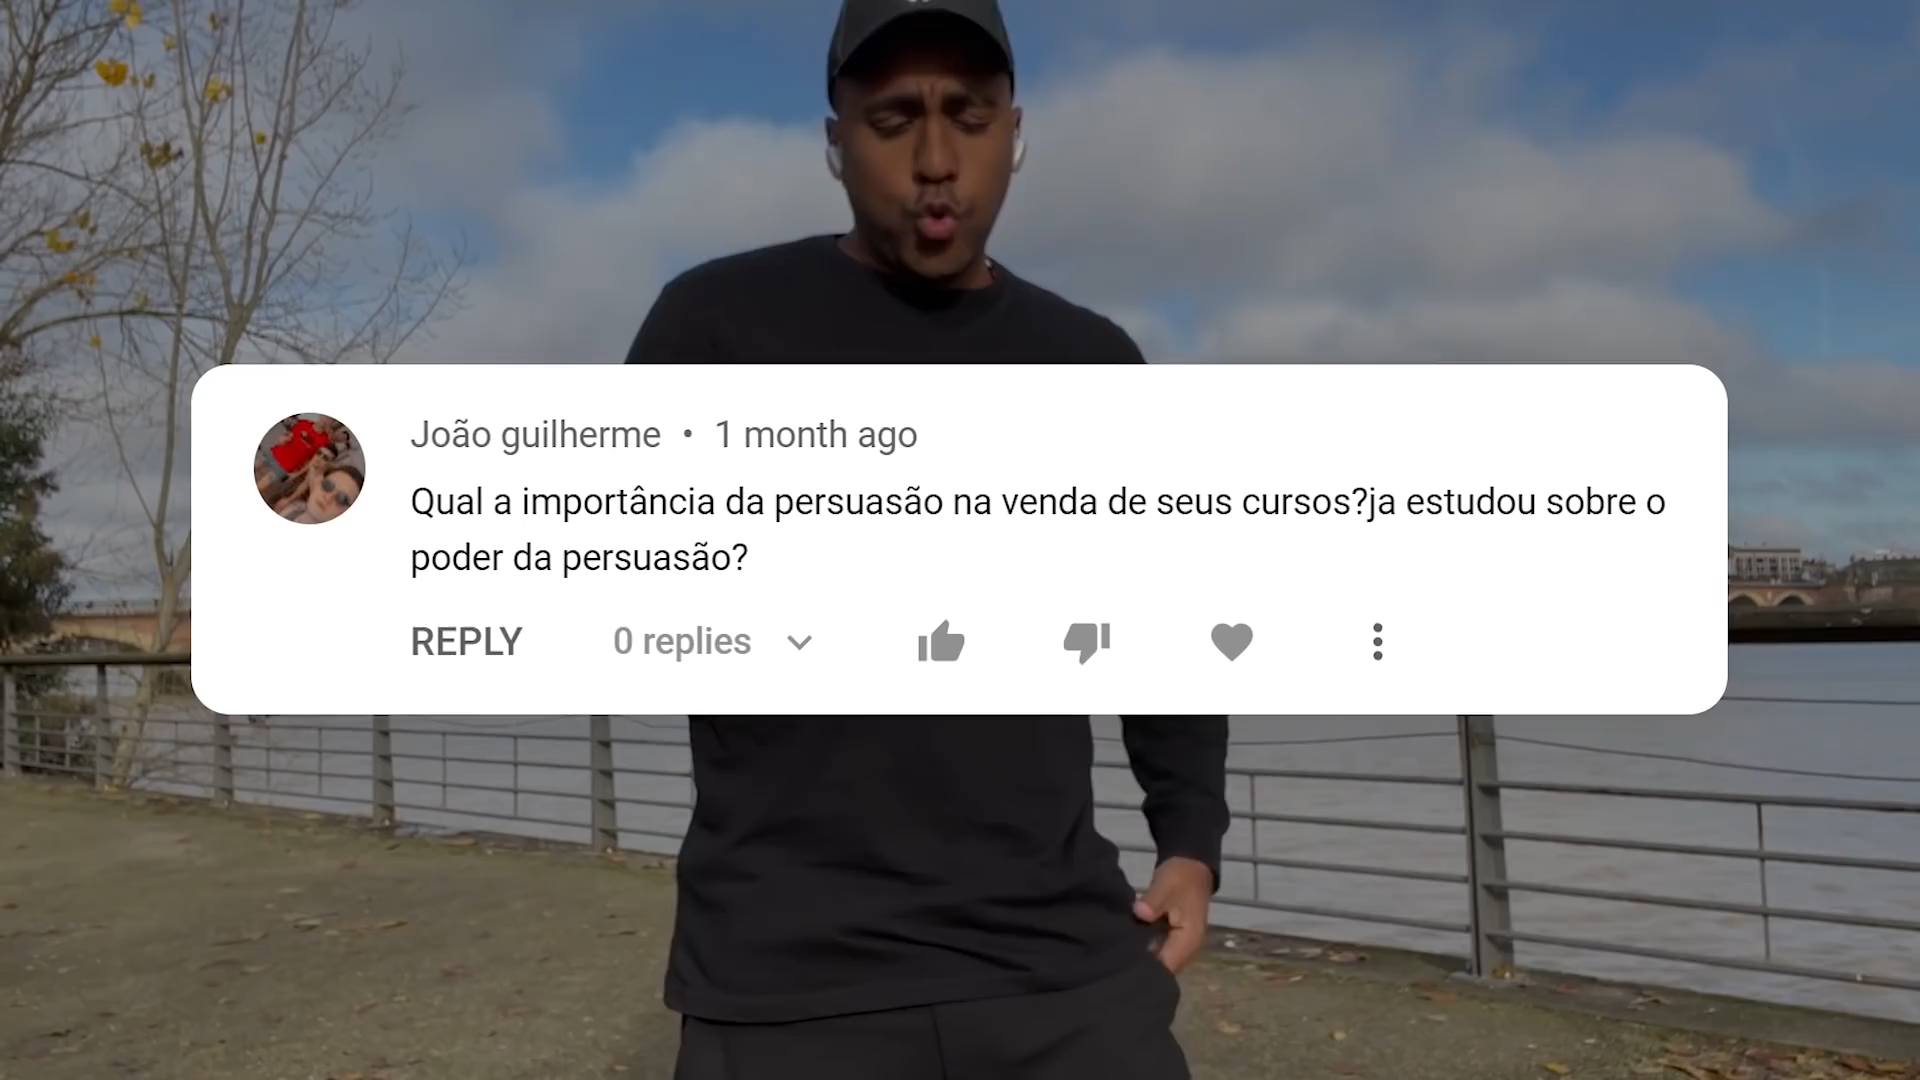 João guilherme • 1 month ago
Qual a importância da persuasão na venda de seus cursos?ja estudou sobre o
poder da persuasão?
REPLY 0 replies